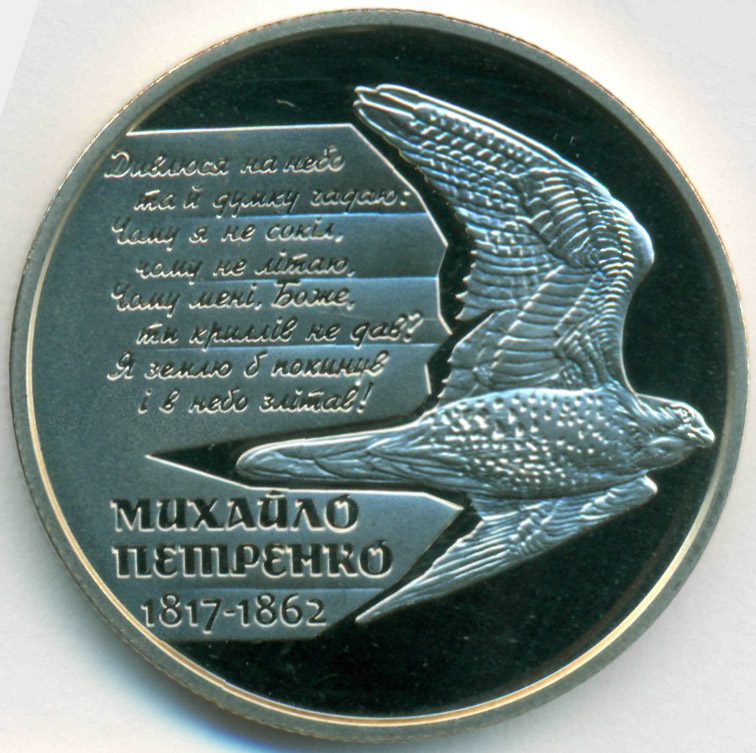 Дивлюся на небо
та й думку гадаю:
Чому я не сокіл,
чому не літаю,
Чому мені, Боже,
ти криллів не дав?
Я землю б покинув
і в небо злітав!
МИХАЙЛО
ПЕТРЕНКО
1817-1862